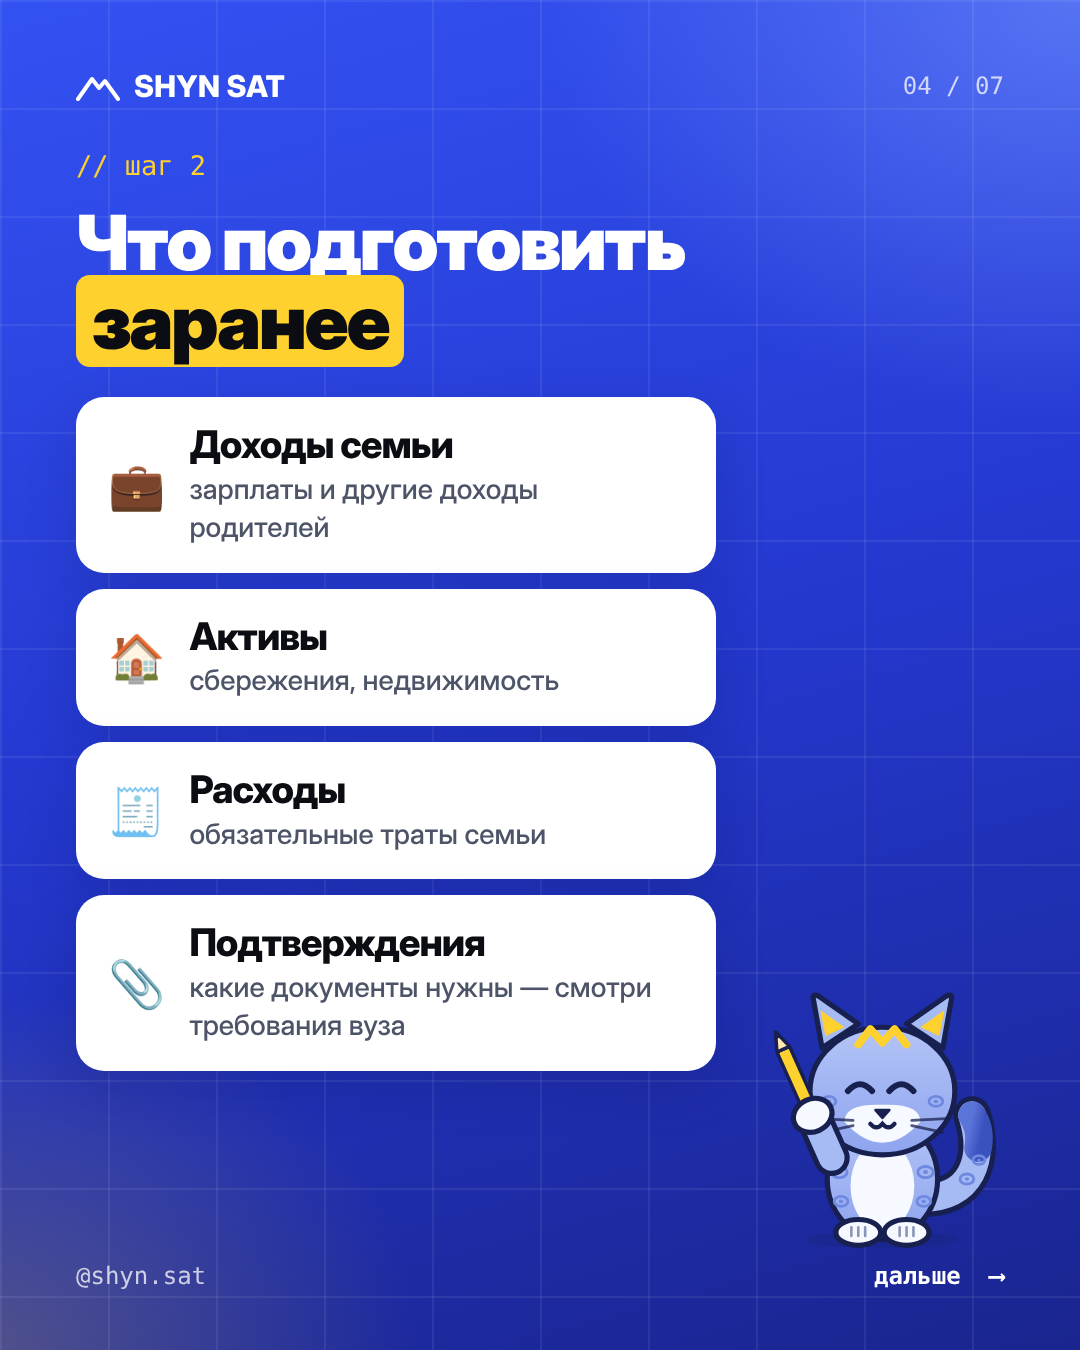 SHYN SAT
04 / 07
// шаг 2
Что подготовить
заранее
Доходы семьи
зарплаты и другие доходы
родителей
Активы
сбережения, недвижимость
Расходы
обязательные траты семьи
Подтверждения
какие документы нужны — смотри
требования вуза
@shyn.sat
дальше →